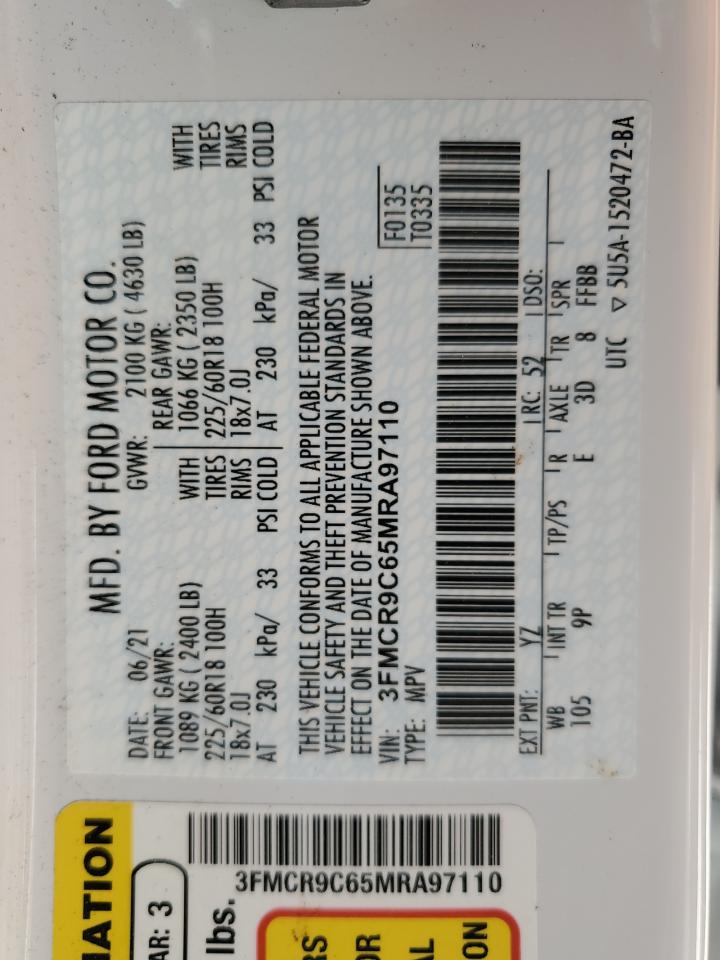 MFD. BY FORD MOTOR CO.
DATE: 06/21 GVWR: 2100 KG ( 4630 LB)
FRONT GAWR: REAR GAWR:
1089 KG ( 2400 LB) WITH 1066 KG ( 2350 LB) WITH
225/60R18 100H TIRES 225/60R18 100H TIRES
18x7.0J RIMS 18x7.0J RIMS
AT 230 kPa/ 33 PSI COLD AT 230 kPa/ 33 PSI COLD
THIS VEHICLE CONFORMS TO ALL APPLICABLE FEDERAL MOTOR
VEHICLE SAFETY AND THEFT PREVENTION STANDARDS IN
EFFECT ON THE DATE OF MANUFACTURE SHOWN ABOVE.
VIN: 3FMCR9C65MRA97110 F0135
TYPE: MPV T0335
EXT PNT: YZ RC: 52 DSO:
WB INT TR TP/PS R AXLE TR SPR
105 9P E 3D 8 FFBB
UTC ▽ 5U5A-1520472-BA
MATION
AR: 3
3FMCR9C65MRA97110
lbs.
RS
OR
AL
ON